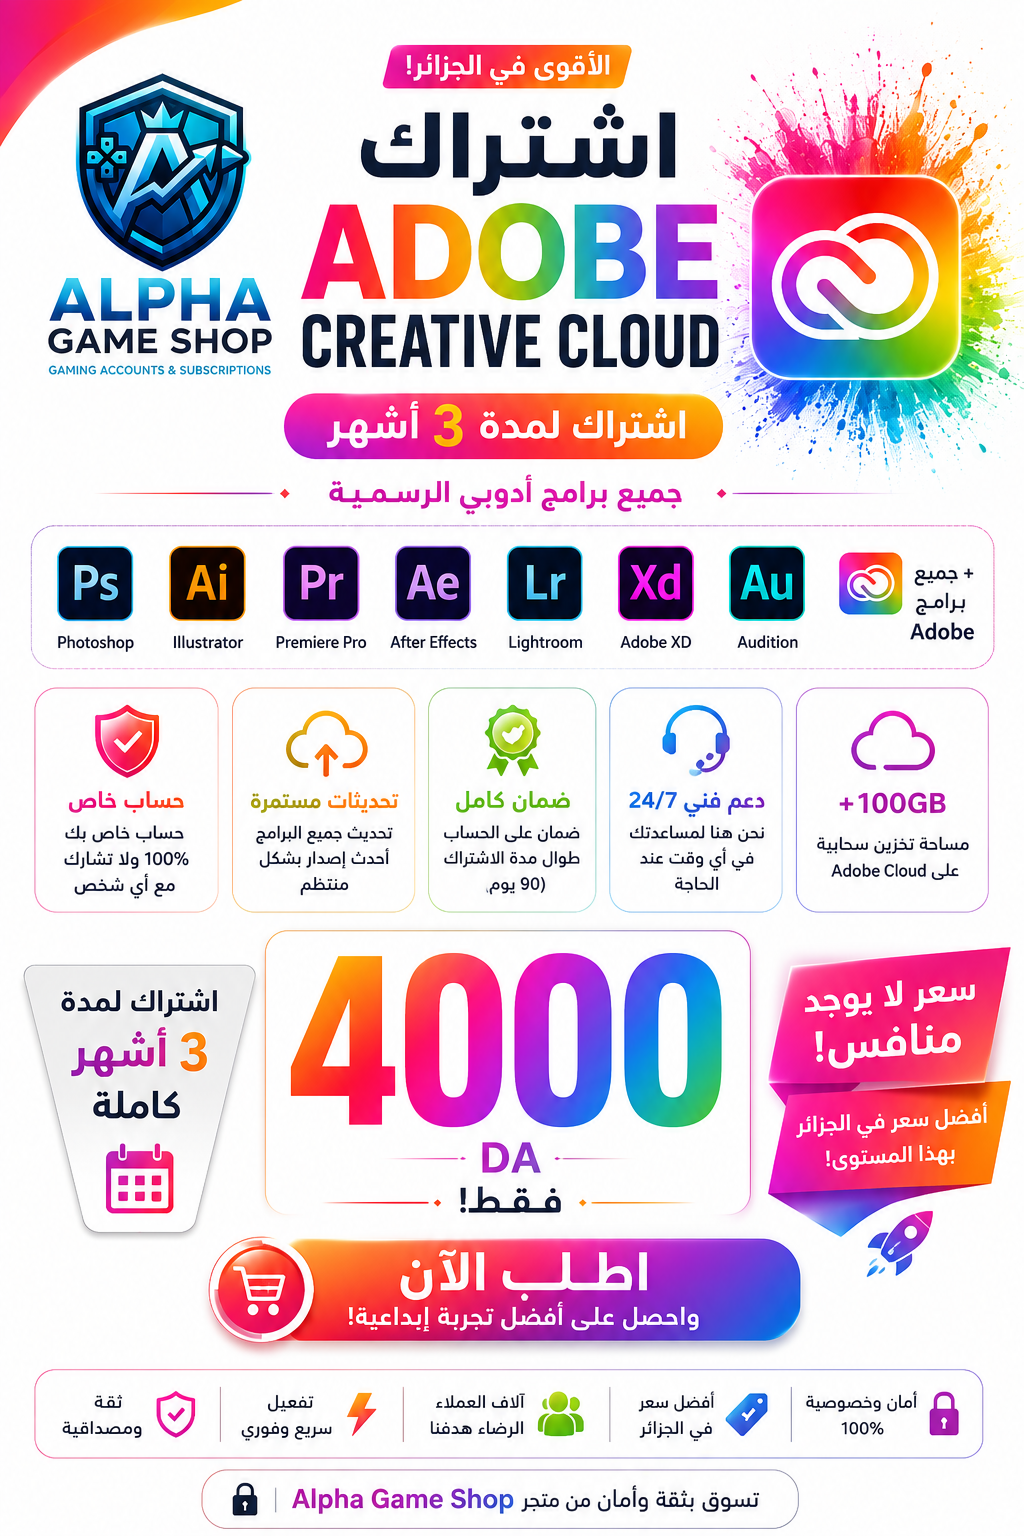 الأقوى في الجزائر!
اشتراك
ADOBE
CREATIVE CLOUD
ALPHA
GAME SHOP
GAMING ACCOUNTS & SUBSCRIPTIONS
اشتراك لمدة 3 أشهر
جميع برامج أدوبي الرسمية
Ps
Photoshop
Ai
Illustrator
Pr
Premiere Pro
Ae
After Effects
Lr
Lightroom
Xd
Adobe XD
Au
Audition
+ جميع
برامج
Adobe
حساب خاص
حساب خاص بك
100% ولا تشارك
مع أي شخص
تحديثات مستمرة
تحديث جميع البرامج
أحدث إصدار بشكل
منتظم
ضمان كامل
ضمان على الحساب
طوال مدة الاشتراك
(90 يوم)
دعم فني 24/7
نحن هنا لمساعدتك
في أي وقت عند
الحاجة
+100GB
مساحة تخزين سحابية
على Adobe Cloud
اشتراك لمدة
3 أشهر
كاملة
4000
DA
فقط!
سعر لا يوجد
منافس!
أفضل سعر في الجزائر
بهذا المستوى!
اطلب الآن
واحصل على أفضل تجربة إبداعية!
أمان وخصوصية
100%
أفضل سعر
في الجزائر
آلاف العملاء
الرضاء هدفنا
تفعيل
سريع وفوري
ثقة
ومصداقية
تسوق بثقة وأمان من متجر Alpha Game Shop